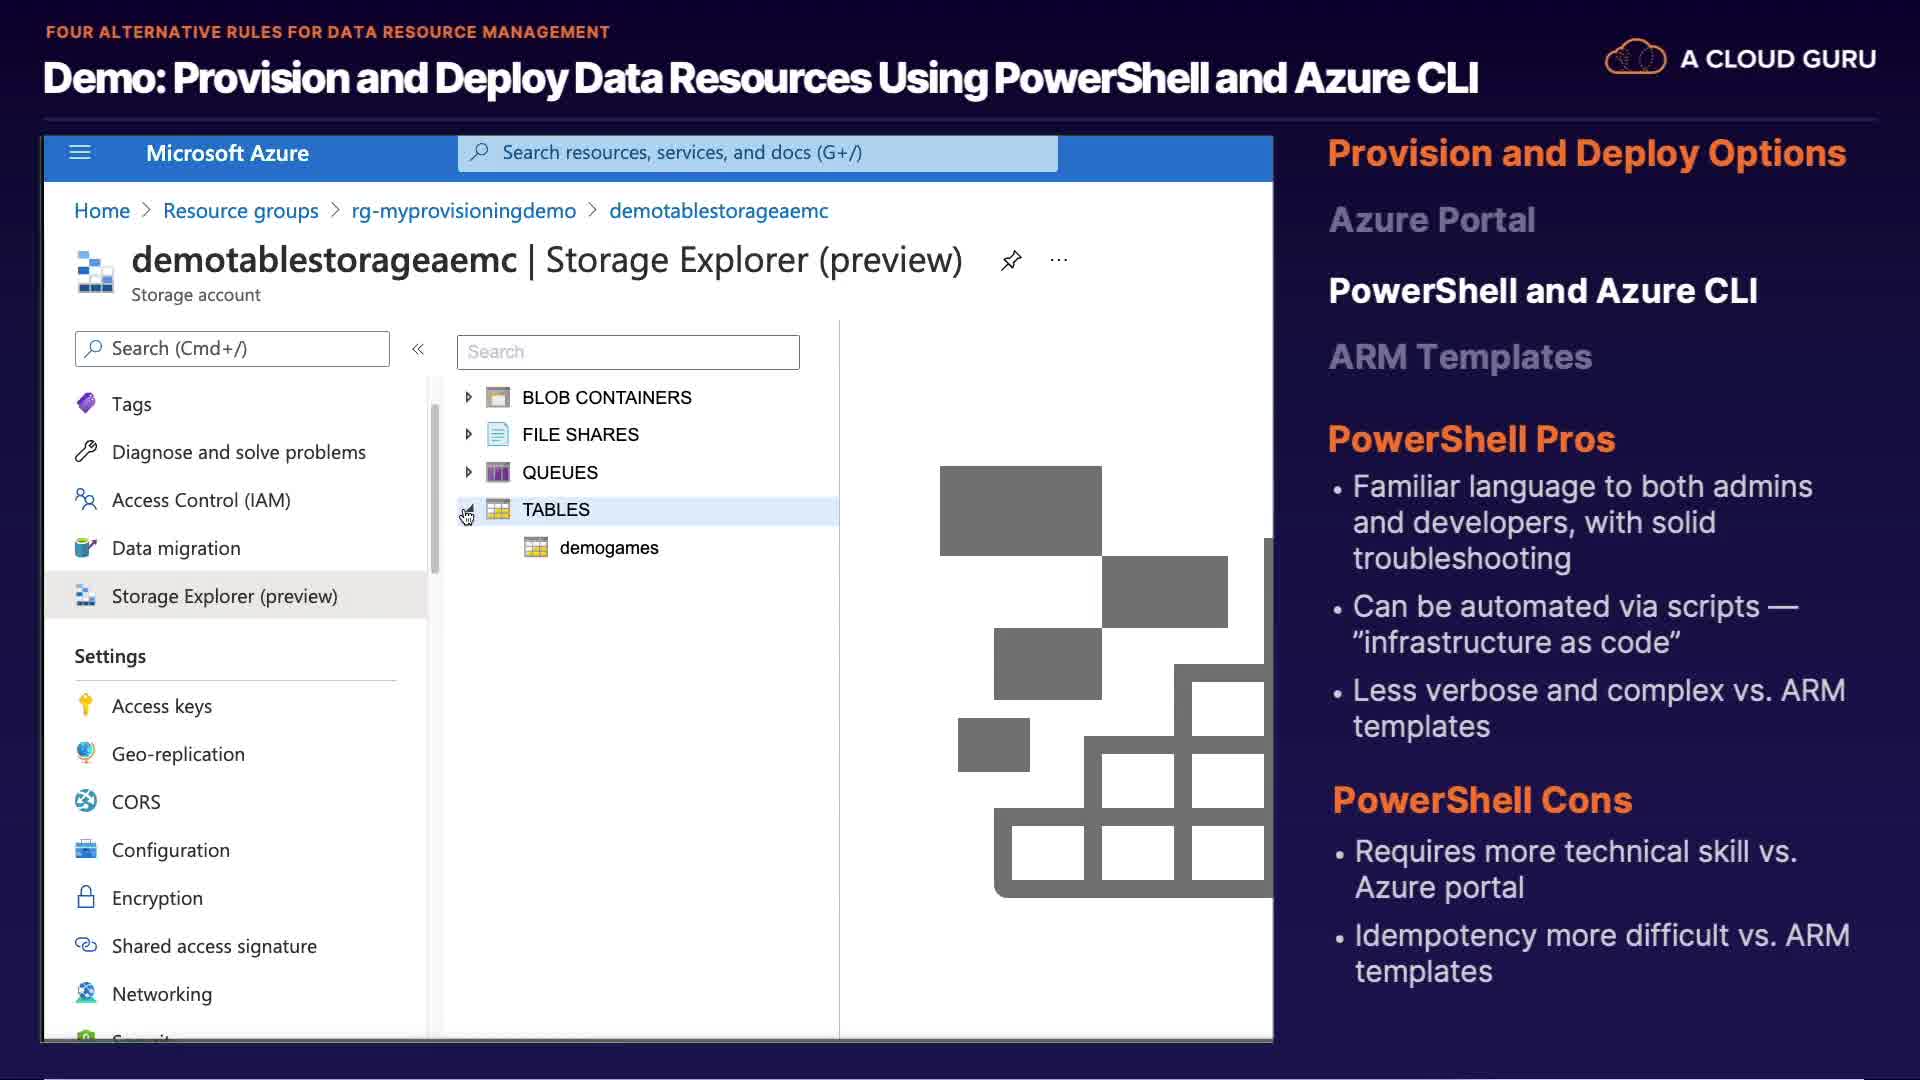 FOUR ALTERNATIVE RULES FOR DATA RESOURCE MANAGEMENT
Demo: Provision and Deploy Data Resources Using PowerShell and Azure CLI
A CLOUD GURU
Microsoft Azure
Search resources, services, and docs (G+/)
Home > Resource groups > rg-myprovisioningdemo > demotablestorageaemc
demotablestorageaemc | Storage Explorer (preview) ...
Storage account
Search (Cmd+/)
«
Tags
Diagnose and solve problems
Access Control (IAM)
Data migration
Storage Explorer (preview)
Settings
Access keys
Geo-replication
CORS
Configuration
Encryption
Shared access signature
Networking
Search
BLOB CONTAINERS
FILE SHARES
QUEUES
TABLES
demogames
Provision and Deploy Options
Azure Portal
PowerShell and Azure CLI
ARM Templates
PowerShell Pros
• Familiar language to both admins
and developers, with solid
troubleshooting
• Can be automated via scripts —
”infrastructure as code”
• Less verbose and complex vs. ARM
templates
PowerShell Cons
• Requires more technical skill vs.
Azure portal
• Idempotency more difficult vs. ARM
templates